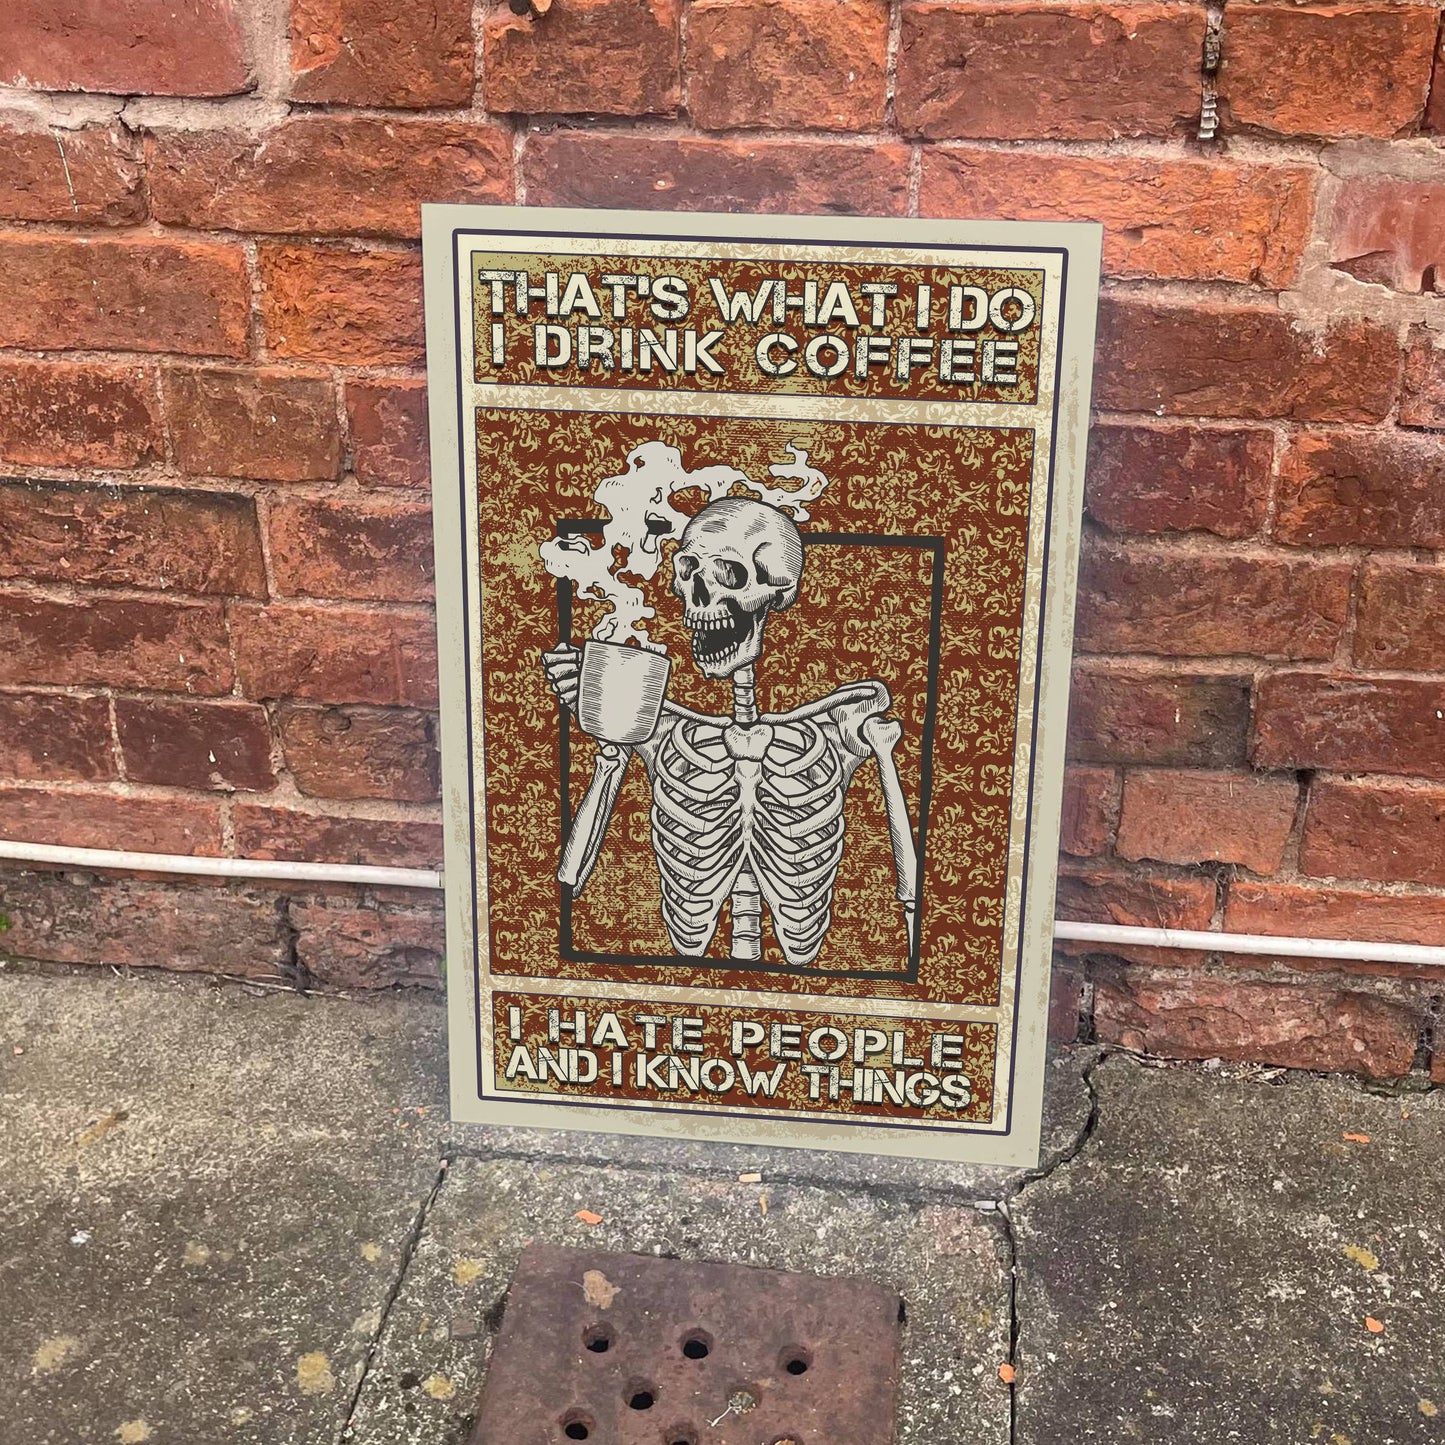 THAT'S WHAT I DO
I DRINK COFFEE
I HATE PEOPLE
AND I KNOW THINGS